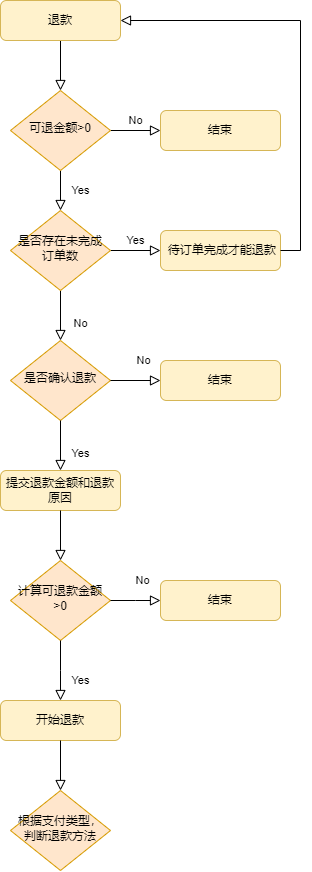 退款
可退金额>0
No
结束
Yes
是否存在未完成
订单数
Yes
待订单完成才能退款
No
是否确认退款
No
结束
Yes
提交退款金额和退款
原因
计算可退款金额
>0
No
结束
Yes
开始退款
根据支付类型，
判断退款方法